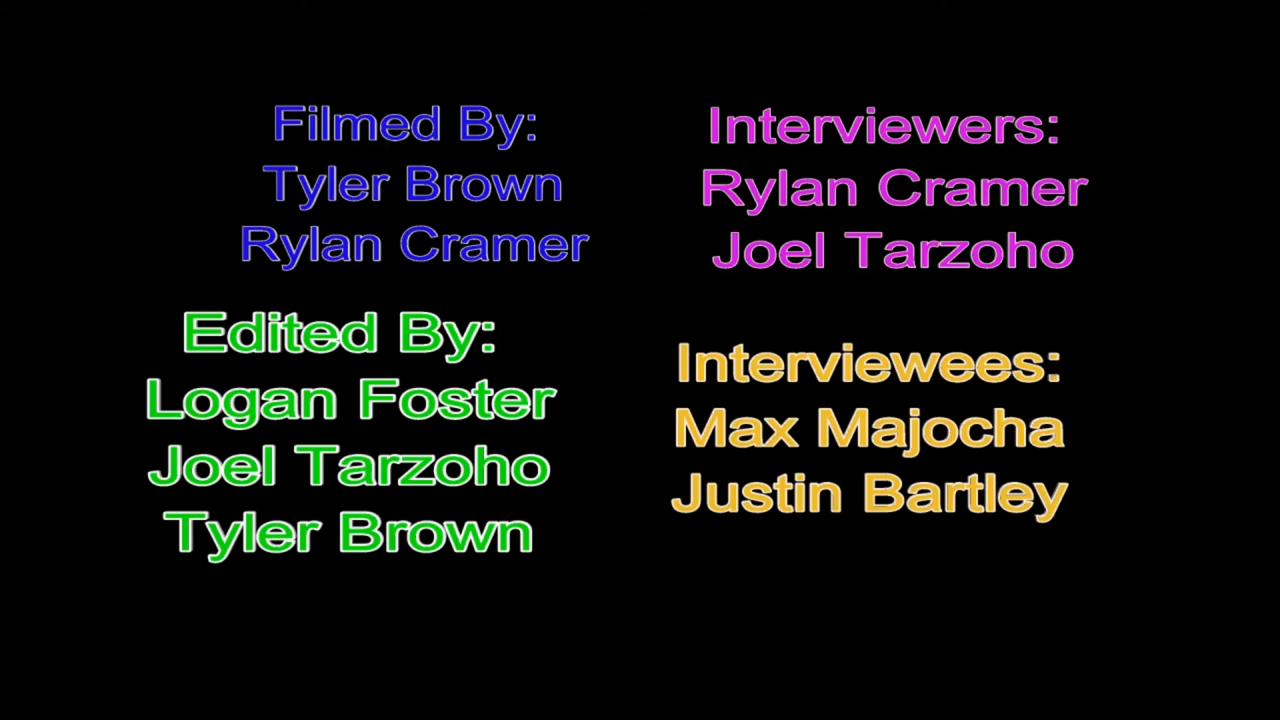 Filmed By:
Tyler Brown
Rylan Cramer
Edited By:
Logan Foster
Joel Tarzoho
Tyler Brown
Interviewers:
Rylan Cramer
Joel Tarzoho
Interviewees:
Max Majocha
Justin Bartley